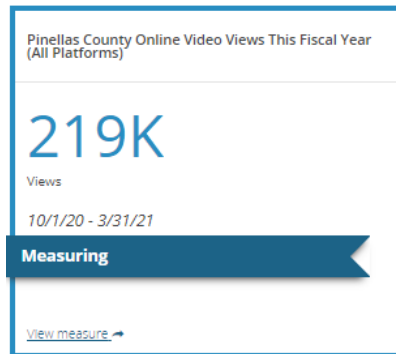 Pinellas County Online Video Views This Fiscal Year
(All Platforms)
219K
Views
10/1/20 - 3/31/21
Measuring
View measure